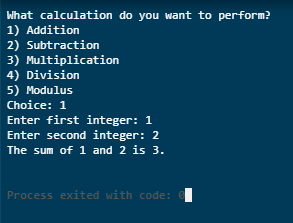 What calculation do you want to perform?
1) Addition
2) Subtraction
3) Multiplication
4) Division
5) Modulus
Choice: 1
Enter first integer: 1
Enter second integer: 2
The sum of 1 and 2 is 3.
Process exited with code: 0